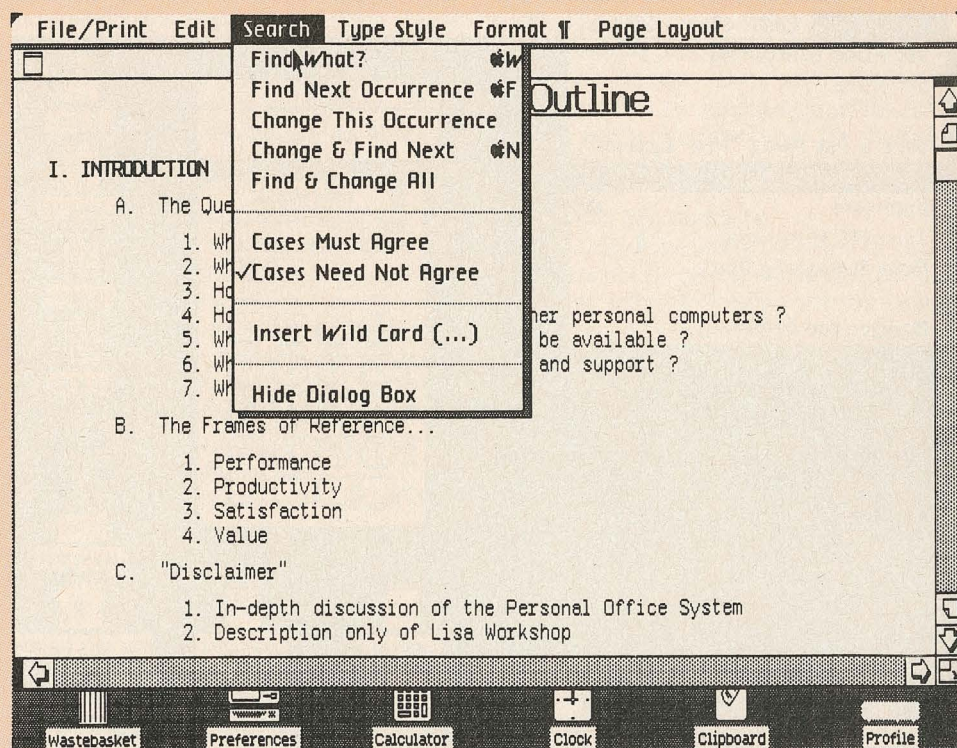 File/Print Edit Search Type Style Format ¶ Page Layout
Find What? W
Find Next Occurrence F
Change This Occurrence
Change & Find Next N
Find & Change All
Cases Must Agree
✓Cases Need Not Agree
Insert Wild Card (...)
Hide Dialog Box
Outline
I. INTRODUCTION
A. The Que
1. Wh
2. Wh
3. Ho
4. Ho her personal computers ?
5. Wh be available ?
6. Wh and support ?
7. Wh
B. The Frames of Reference...
1. Performance
2. Productivity
3. Satisfaction
4. Value
C. "Disclaimer"
1. In-depth discussion of the Personal Office System
2. Description only of Lisa Workshop
Wastebasket Preferences Calculator Clock Clipboard Profile